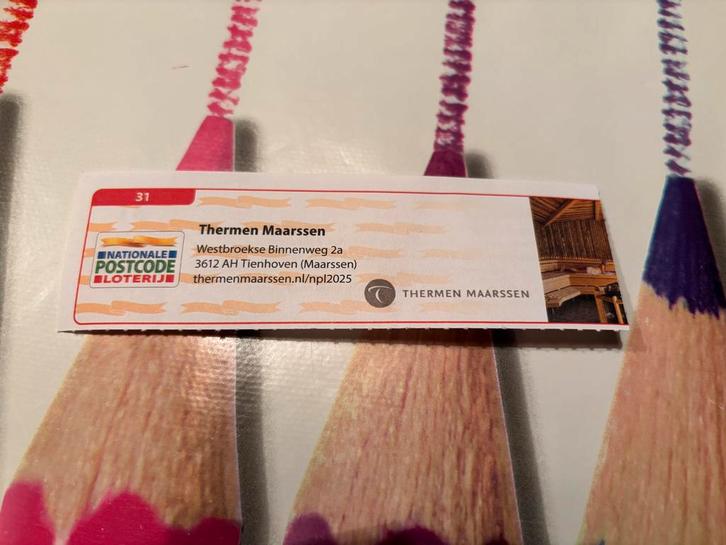 31
NATIONALE
POSTCODE
LOTERIJ
Thermen Maarssen
Westbroekse Binnenweg 2a
3612 AH Tienhoven (Maarssen)
thermenmaarssen.nl/npl2025
THERMEN MAARSSEN